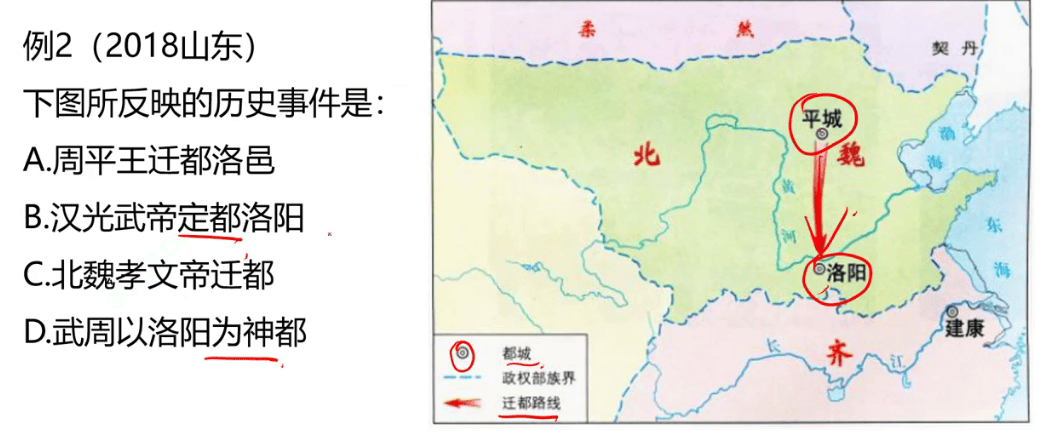 例2（2018山东）
下图所反映的历史事件是：
A.周平王迁都洛邑
B.汉光武帝定都洛阳
C.北魏孝文帝迁都
D.武周以洛阳为神都
柔然
契丹
平城
北魏
渤海
黄河
东海
洛阳
建康
齐
长江
都城
政权部族界
迁都路线